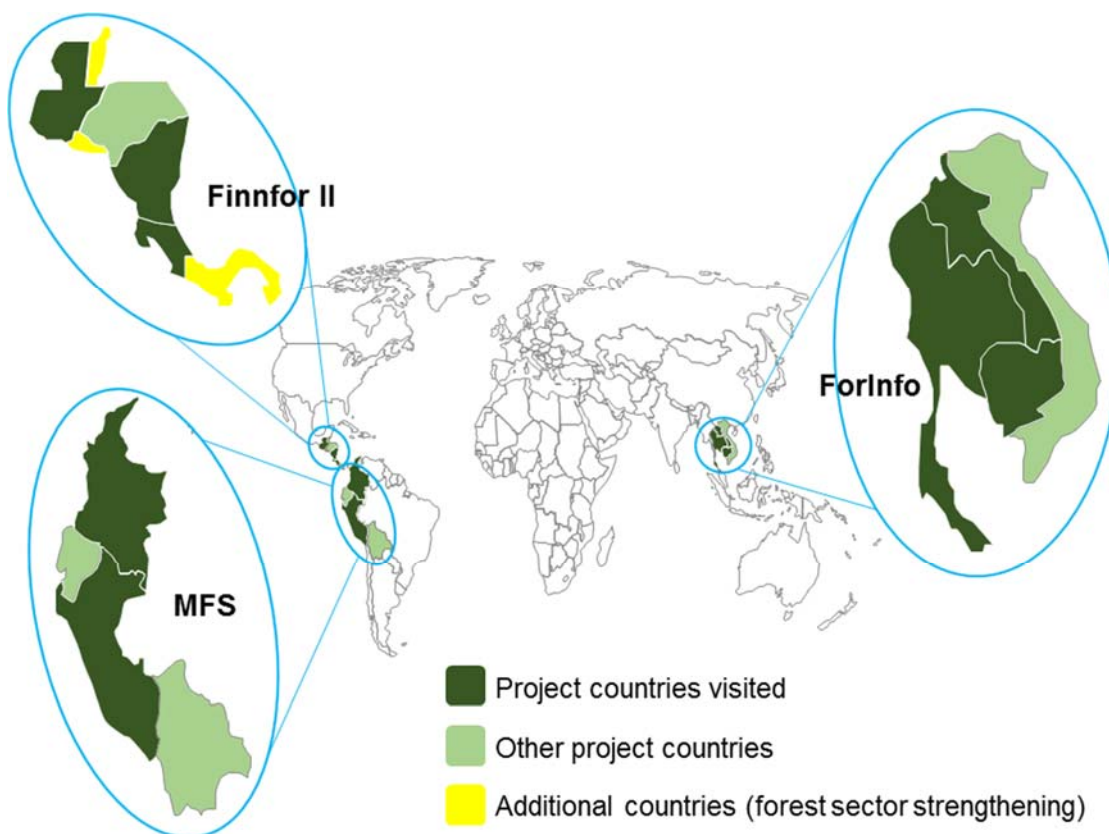 Finnfor II
ForInfo
MFS
Project countries visited
Other project countries
Additional countries (forest sector strengthening)